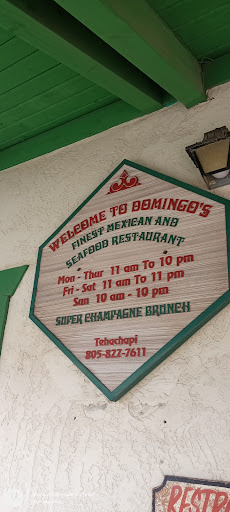 WELCOME TO DOMINGO'S
FINEST MEXICAN AND
SEAFOOD RESTAURANT
Mon - Thur 11 am To 10 pm
Fri - Sat 11 am To 11 pm
Sun 10 am - 10 pm
SUPER CHAMPAGNE BRUNCH
Tehachapi
805-822-7611